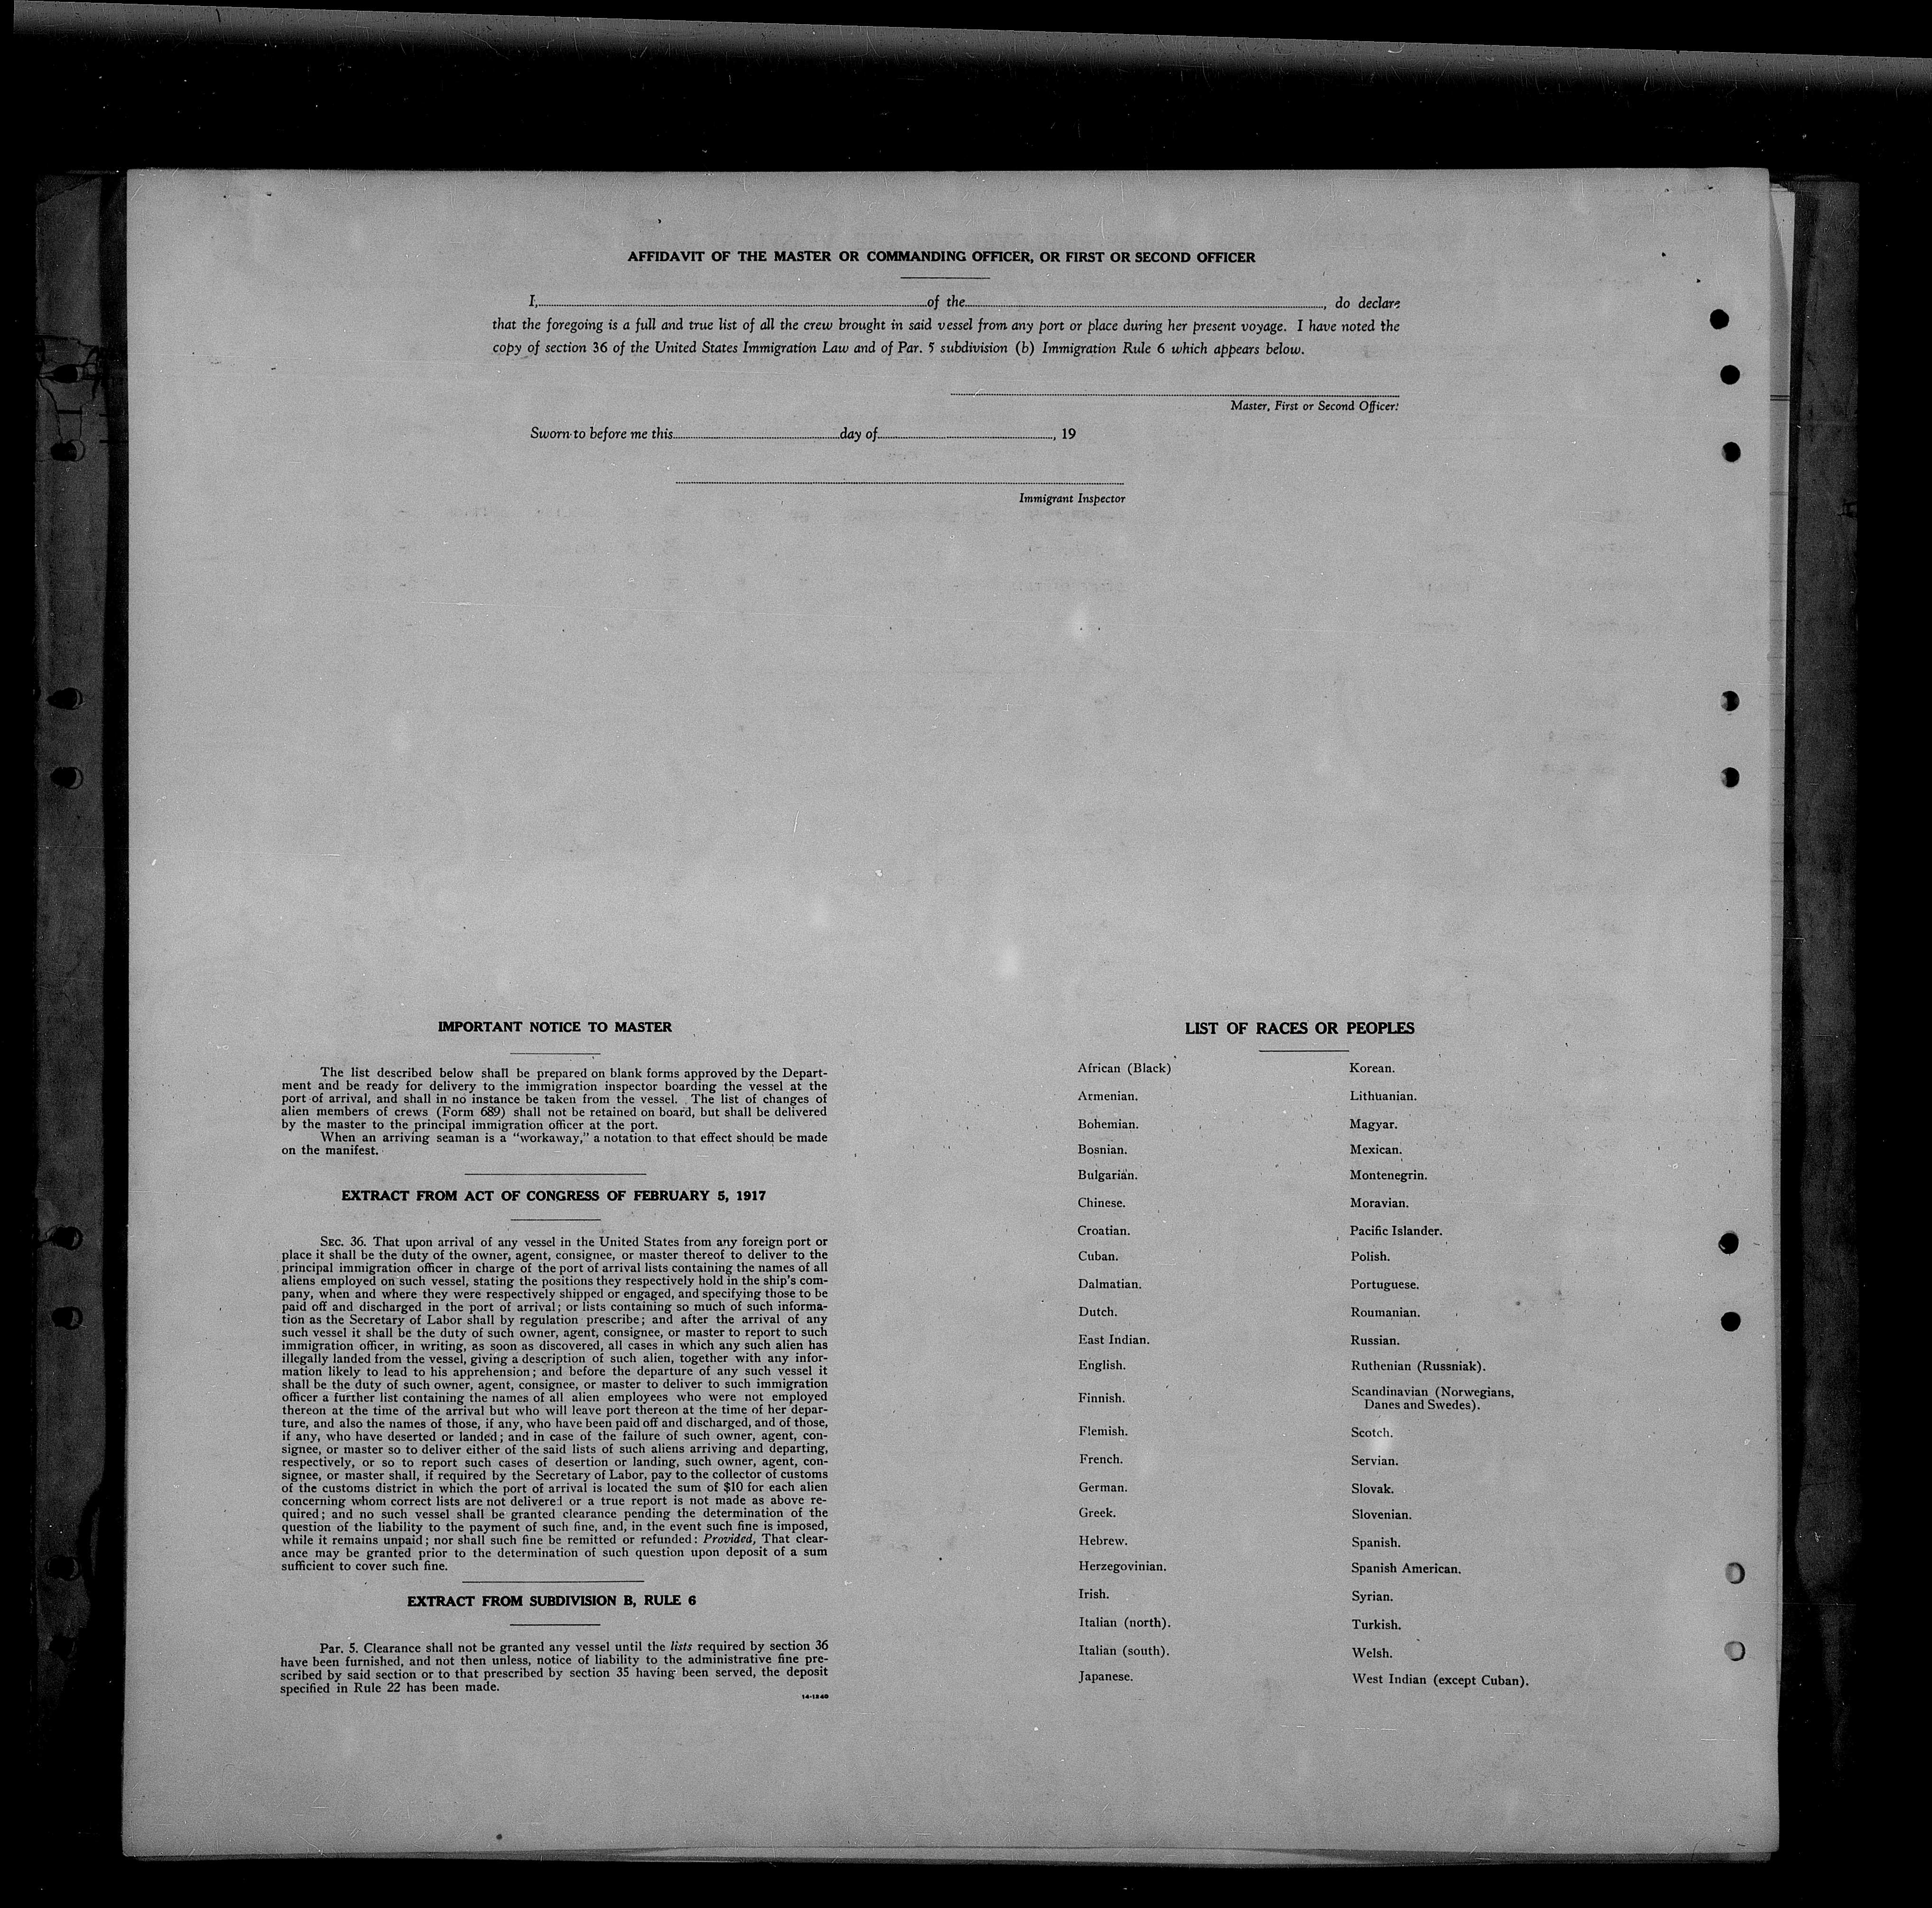 AFFIDAVIT OF THE MASTER OR COMMANDING OFFICER, OR FIRST OR SECOND OFFICER
I, of the , do declare
that the foregoing is a full and true list of all the crew brought in said vessel from any port or place during her present voyage. I have noted the
copy of section 36 of the United States Immigration Law and of Par. 5 subdivision (b) Immigration Rule 6 which appears below.
Master, First or Second Officer.
Sworn to before me this day of , 19
Immigrant Inspector
IMPORTANT NOTICE TO MASTER
The list described below shall be prepared on blank forms approved by the Depart-
ment and be ready for delivery to the immigration inspector boarding the vessel at the
port of arrival, and shall in no instance be taken from the vessel. The list of changes of
alien members of crews (Form 689) shall not be retained on board, but shall be delivered
by the master to the principal immigration officer at the port.
When an arriving seaman is a "workaway," a notation to that effect should be made
on the manifest.
EXTRACT FROM ACT OF CONGRESS OF FEBRUARY 5, 1917
SEC. 36. That upon arrival of any vessel in the United States from any foreign port or
place it shall be the duty of the owner, agent, consignee, or master thereof to deliver to the
principal immigration officer in charge of the port of arrival lists containing the names of all
aliens employed on such vessel, stating the positions they respectively hold in the ship's com-
pany, when and where they were respectively shipped or engaged, and specifying those to be
paid off and discharged in the port of arrival; or lists containing so much of such informa-
tion as the Secretary of Labor shall by regulation prescribe; and after the arrival of any
such vessel it shall be the duty of such owner, agent, consignee, or master to report to such
immigration officer, in writing, as soon as discovered, all cases in which any such alien has
illegally landed from the vessel, giving a description of such alien, together with any infor-
mation likely to lead to his apprehension; and before the departure of any such vessel it
shall be the duty of such owner, agent, consignee, or master to deliver to such immigration
officer a further list containing the names of all alien employees who were not employed
thereon at the time of the arrival but who will leave port thereon at the time of her depar-
ture, and also the names of those, if any, who have been paid off and discharged, and of those,
if any, who have deserted or landed; and in case of the failure of such owner, agent, con-
signee, or master so to deliver either of the said lists of such aliens arriving and departing,
respectively, or so to report such cases of desertion or landing, such owner, agent, con-
signee, or master shall, if required by the Secretary of Labor, pay to the collector of customs
of the customs district in which the port of arrival is located the sum of $10 for each alien
concerning whom correct lists are not delivered or a true report is not made as above re-
quired; and no such vessel shall be granted clearance pending the determination of the
question of the liability to the payment of such fine, and, in the event such fine is imposed,
while it remains unpaid; nor shall such fine be remitted or refunded: Provided, That clear-
ance may be granted prior to the determination of such question upon deposit of a sum
sufficient to cover such fine.
EXTRACT FROM SUBDIVISION B, RULE 6
Par. 5. Clearance shall not be granted any vessel until the lists required by section 36
have been furnished, and not then unless, notice of liability to the administrative fine pre-
scribed by said section or to that prescribed by section 35 having been served, the deposit
specified in Rule 22 has been made.
14-1240
LIST OF RACES OR PEOPLES
African (Black)
Armenian.
Bohemian.
Bosnian.
Bulgarian.
Chinese.
Croatian.
Cuban.
Dalmatian.
Dutch.
East Indian.
English.
Finnish.
Flemish.
French.
German.
Greek.
Hebrew.
Herzegovinian.
Irish.
Italian (north).
Italian (south).
Japanese.
Korean.
Lithuanian.
Magyar.
Mexican.
Montenegrin.
Moravian.
Pacific Islander.
Polish.
Portuguese.
Roumanian.
Russian.
Ruthenian (Russniak).
Scandinavian (Norwegians,
Danes and Swedes).
Scotch.
Servian.
Slovak.
Slovenian.
Spanish.
Spanish American.
Syrian.
Turkish.
Welsh.
West Indian (except Cuban).